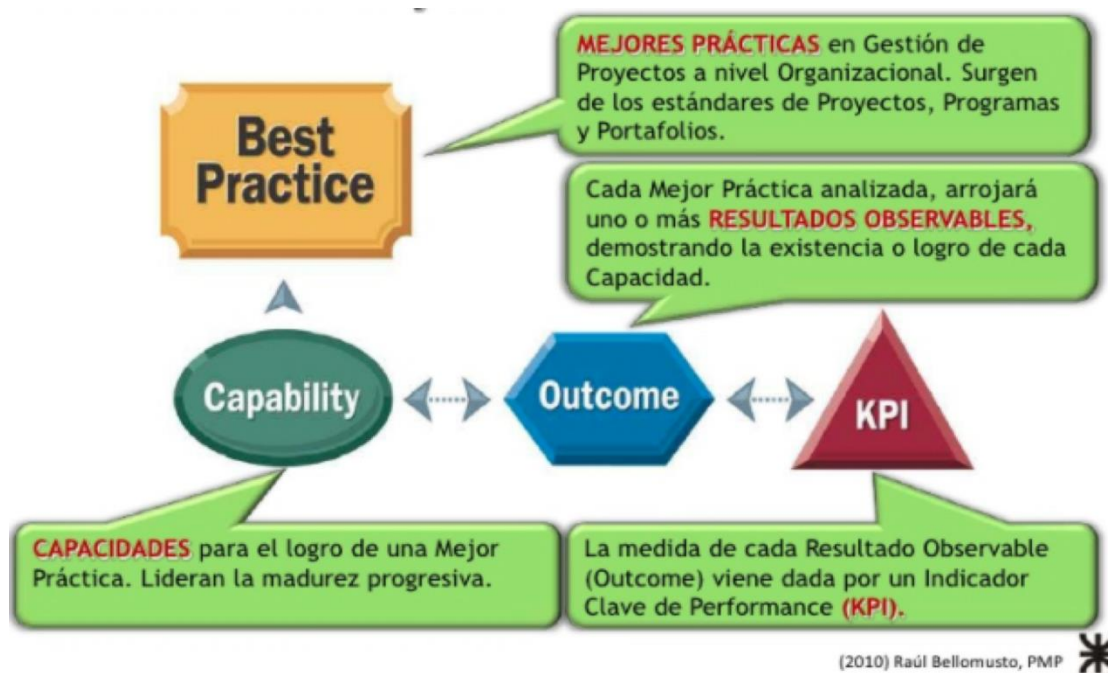 MEJORES PRÁCTICAS en Gestión de
Proyectos a nivel Organizacional. Surgen
de los estándares de Proyectos, Programas
y Portafolios.
Best
Practice
Cada Mejor Práctica analizada, arrojará
uno o más RESULTADOS OBSERVABLES,
demostrando la existencia o logro de cada
Capacidad.
Capability
Outcome
KPI
CAPACIDADES para el logro de una Mejor
Práctica. Lideran la madurez progresiva.
La medida de cada Resultado Observable
(Outcome) viene dada por un Indicador
Clave de Performance (KPI).
(2010) Raúl Bellomusto, PMP